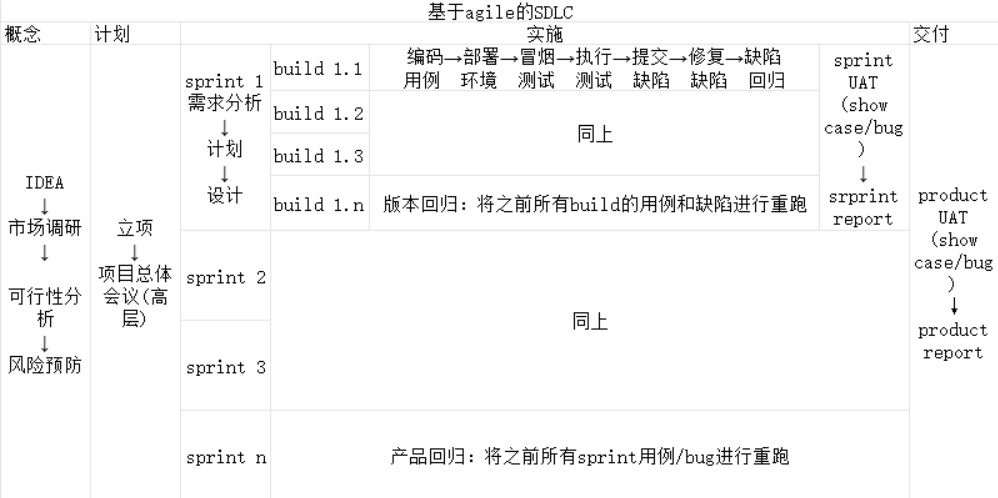 基于agile的SDLC
概念 计划 实施 交付
IDEA
↓
市场调研
↓
可行性分
析
↓
风险预防
立项
↓
项目总体
会议(高
层)
sprint 1
需求分析
↓
计划
↓
设计
build 1.1
编码→部署→冒烟→执行→提交→修复→缺陷
用例 环境 测试 测试 缺陷 缺陷 回归
build 1.2
build 1.3
同上
build 1.n
版本回归：将之前所有build的用例和缺陷进行重跑
sprint
UAT
(show
case/bug
)
↓
srprint
report
sprint 2
sprint 3
同上
sprint n
产品回归：将之前所有sprint用例/bug进行重跑
product
UAT
(show
case/bug
)
↓
product
report